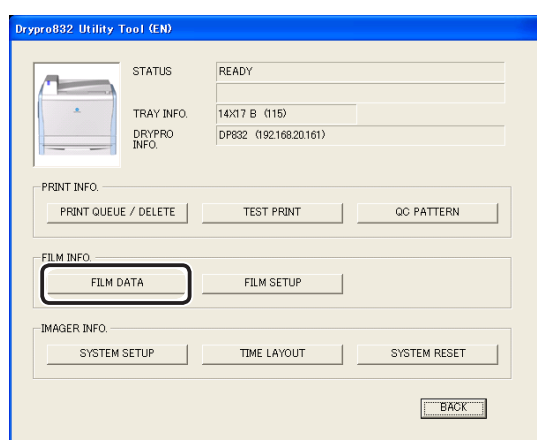 Drypro832 Utility Tool (EN)
STATUS READY
TRAY INFO. 14X17 B (115)
DRYPRO INFO. DP832 (192.168.20.161)
PRINT INFO.
PRINT QUEUE / DELETE TEST PRINT QC PATTERN
FILM INFO.
FILM DATA FILM SETUP
IMAGER INFO.
SYSTEM SETUP TIME LAYOUT SYSTEM RESET
BACK